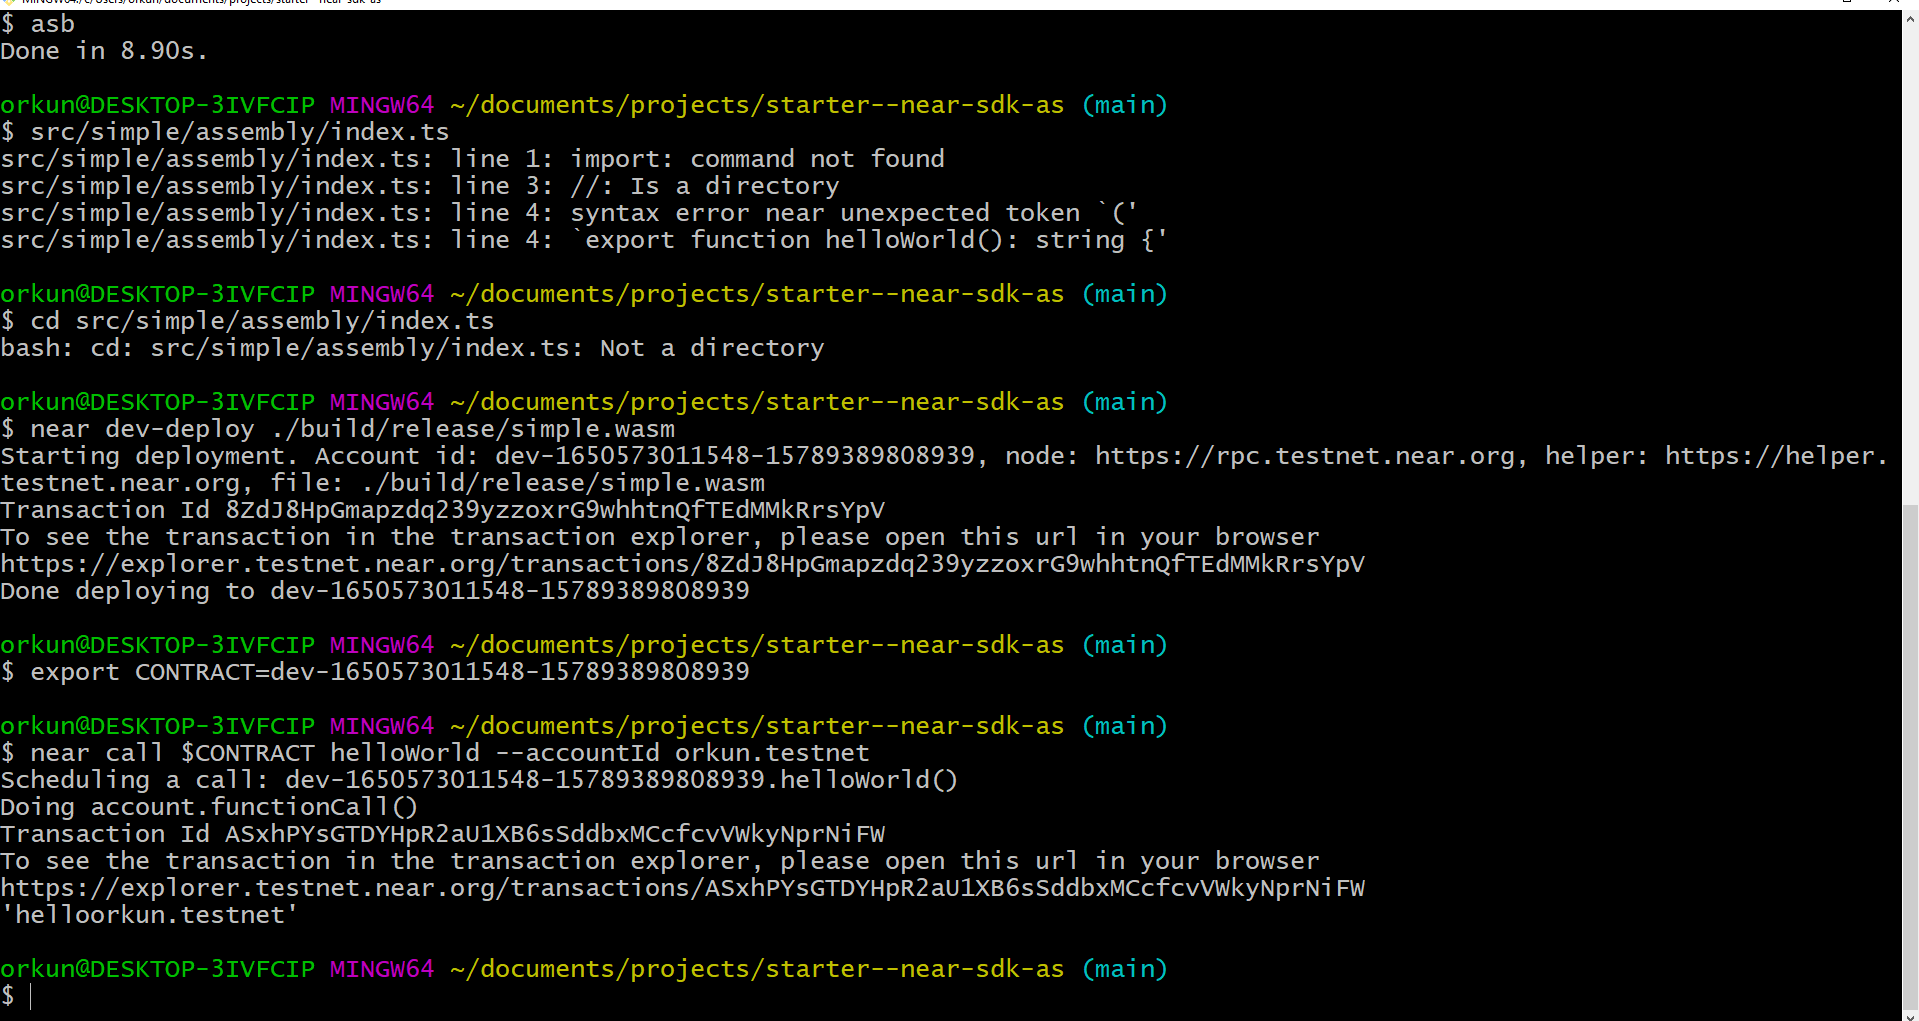 MINGW64:/c/Users/orkun/documents/projects/starter--near-sdk-as
$ asb
Done in 8.90s.
orkun@DESKTOP-3IVFCIP MINGW64 ~/documents/projects/starter--near-sdk-as (main)
$ src/simple/assembly/index.ts
src/simple/assembly/index.ts: line 1: import: command not found
src/simple/assembly/index.ts: line 3: //: Is a directory
src/simple/assembly/index.ts: line 4: syntax error near unexpected token `('
src/simple/assembly/index.ts: line 4: `export function helloWorld(): string {'
orkun@DESKTOP-3IVFCIP MINGW64 ~/documents/projects/starter--near-sdk-as (main)
$ cd src/simple/assembly/index.ts
bash: cd: src/simple/assembly/index.ts: Not a directory
orkun@DESKTOP-3IVFCIP MINGW64 ~/documents/projects/starter--near-sdk-as (main)
$ near dev-deploy ./build/release/simple.wasm
Starting deployment. Account id: dev-1650573011548-15789389808939, node: https://rpc.testnet.near.org, helper: https://helper.
testnet.near.org, file: ./build/release/simple.wasm
Transaction Id 8ZdJ8HpGmapzdq239yzzoxrG9whhtnQfTEdMMkRrsYpV
To see the transaction in the transaction explorer, please open this url in your browser
https://explorer.testnet.near.org/transactions/8ZdJ8HpGmapzdq239yzzoxrG9whhtnQfTEdMMkRrsYpV
Done deploying to dev-1650573011548-15789389808939
orkun@DESKTOP-3IVFCIP MINGW64 ~/documents/projects/starter--near-sdk-as (main)
$ export CONTRACT=dev-1650573011548-15789389808939
orkun@DESKTOP-3IVFCIP MINGW64 ~/documents/projects/starter--near-sdk-as (main)
$ near call $CONTRACT helloWorld --accountId orkun.testnet
Scheduling a call: dev-1650573011548-15789389808939.helloWorld()
Doing account.functionCall()
Transaction Id ASxhPYsGTDYHpR2aU1XB6sSddbxMCcfcvVWkyNprNiFW
To see the transaction in the transaction explorer, please open this url in your browser
https://explorer.testnet.near.org/transactions/ASxhPYsGTDYHpR2aU1XB6sSddbxMCcfcvVWkyNprNiFW
'helloorkun.testnet'
orkun@DESKTOP-3IVFCIP MINGW64 ~/documents/projects/starter--near-sdk-as (main)
$